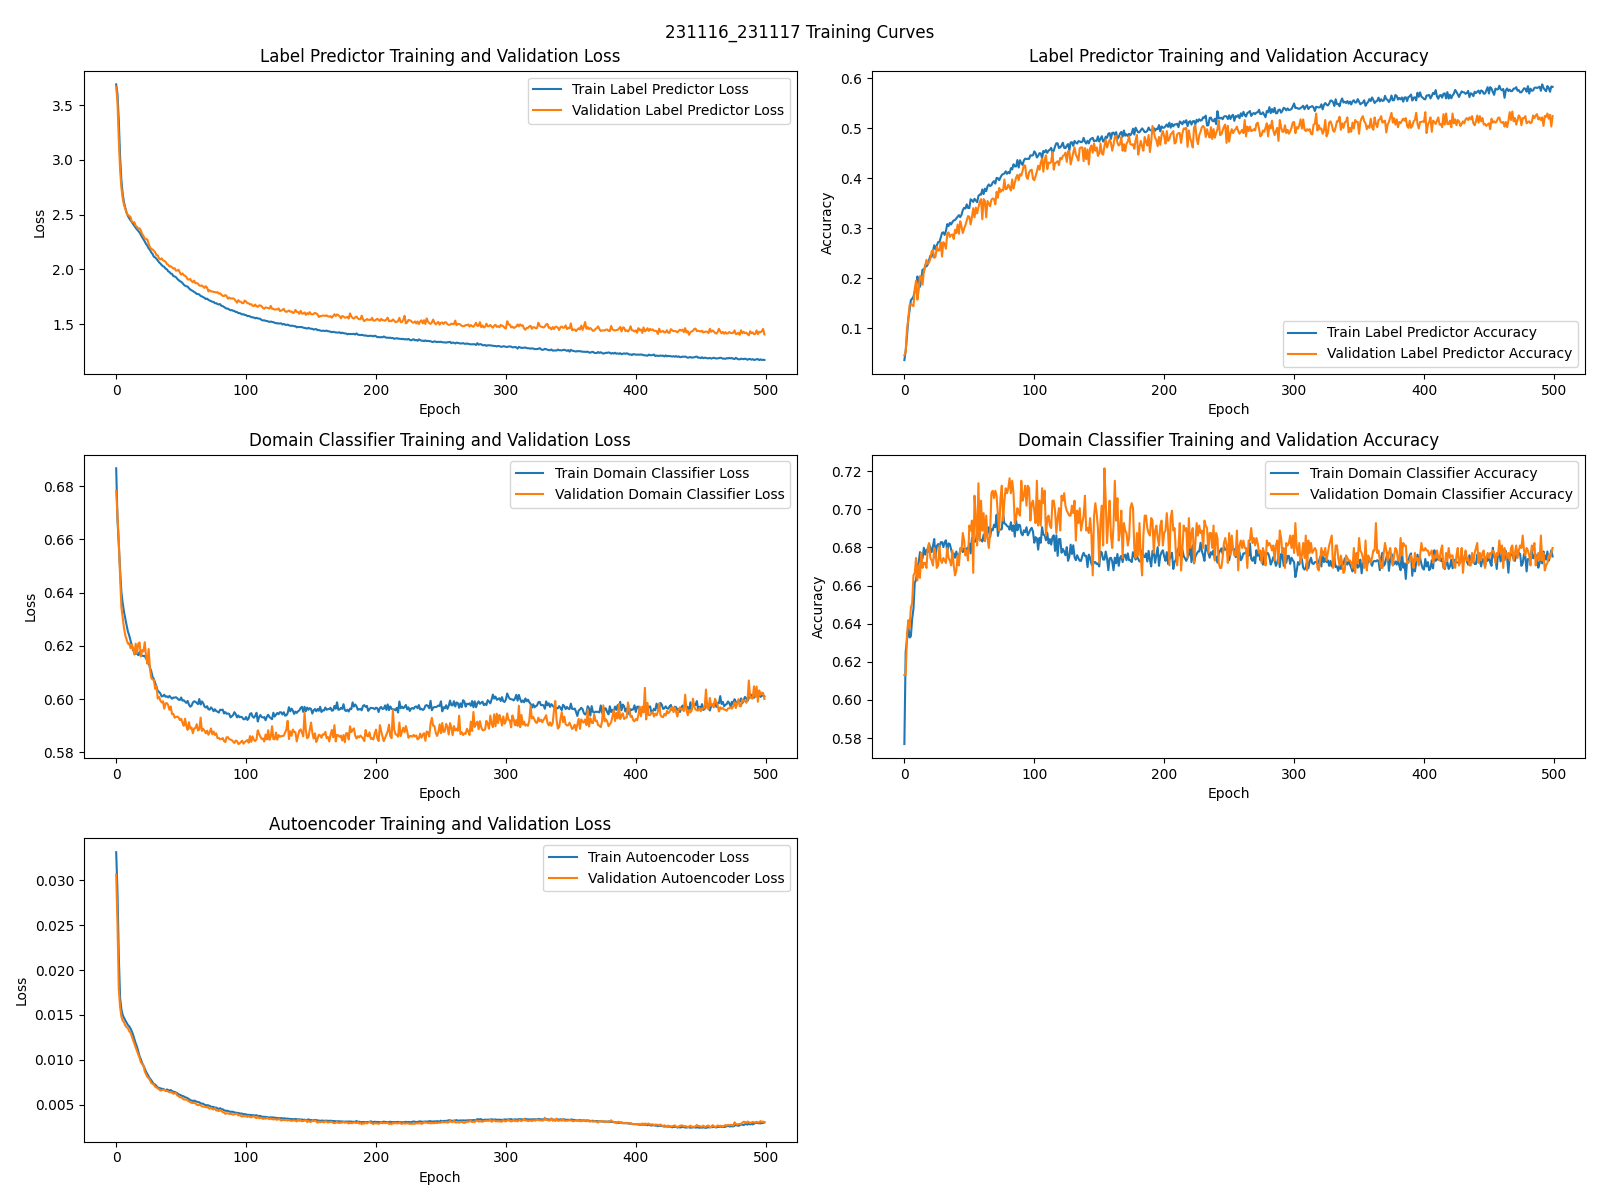 231116_231117 Training Curves
Label Predictor Training and Validation Loss
Loss
3.5
3.0
2.5
2.0
1.5
0 100 200 300 400 500
Epoch
Train Label Predictor Loss
Validation Label Predictor Loss
Label Predictor Training and Validation Accuracy
Accuracy
0.6
0.5
0.4
0.3
0.2
0.1
0 100 200 300 400 500
Epoch
Train Label Predictor Accuracy
Validation Label Predictor Accuracy
Domain Classifier Training and Validation Loss
Loss
0.68
0.66
0.64
0.62
0.60
0.58
0 100 200 300 400 500
Epoch
Train Domain Classifier Loss
Validation Domain Classifier Loss
Domain Classifier Training and Validation Accuracy
Accuracy
0.72
0.70
0.68
0.66
0.64
0.62
0.60
0.58
0 100 200 300 400 500
Epoch
Train Domain Classifier Accuracy
Validation Domain Classifier Accuracy
Autoencoder Training and Validation Loss
Loss
0.030
0.025
0.020
0.015
0.010
0.005
0 100 200 300 400 500
Epoch
Train Autoencoder Loss
Validation Autoencoder Loss